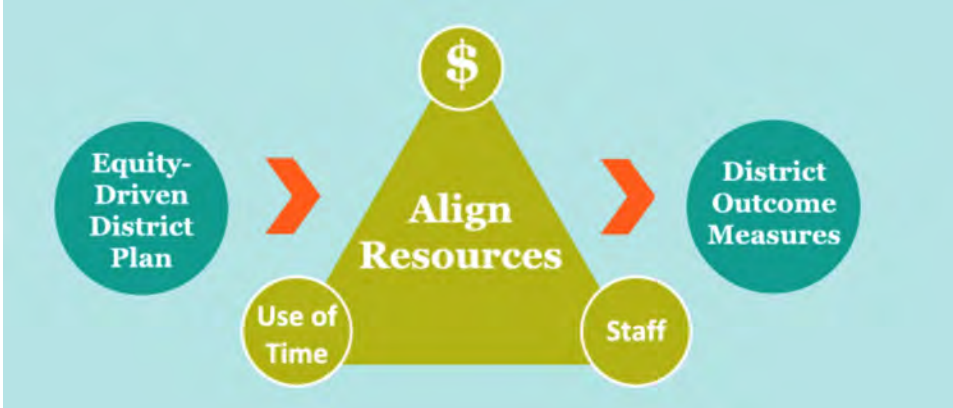 Equity-
Driven
District
Plan
$
Align
Resources
Use of
Time
Staff
District
Outcome
Measures